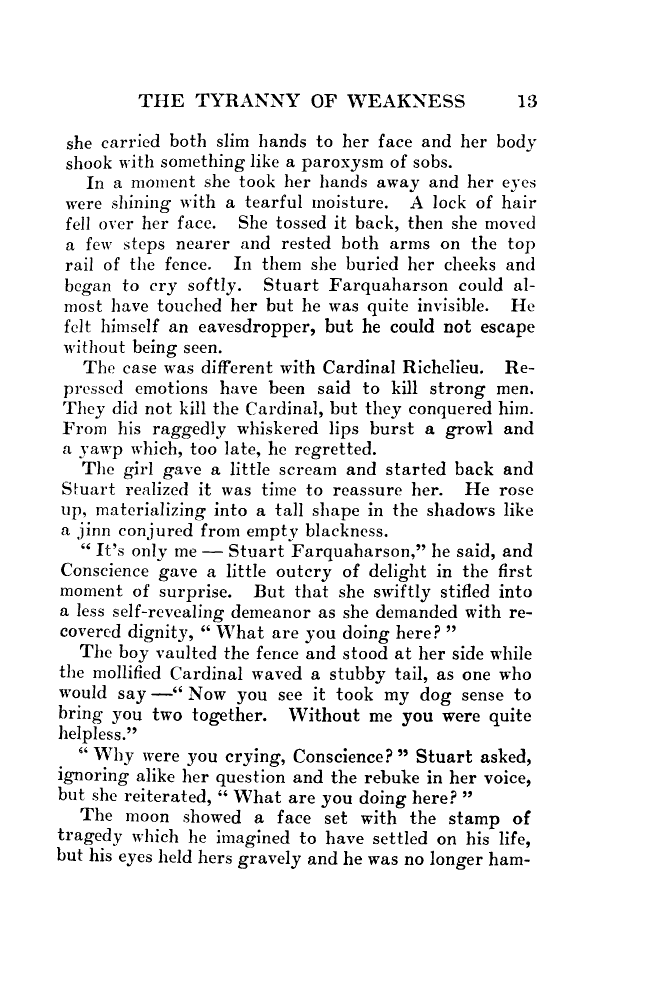 THE TYRANNY OF WEAKNESS 13
she carried both slim hands to her face and her body
shook with something like a paroxysm of sobs.
In a moment she took her hands away and her eyes
were shining with a tearful moisture. A lock of hair
fell over her face. She tossed it back, then she moved
a few steps nearer and rested both arms on the top
rail of the fence. In them she buried her cheeks and
began to cry softly. Stuart Farquaharson could al-
most have touched her but he was quite invisible. He
felt himself an eavesdropper, but he could not escape
without being seen.
The case was different with Cardinal Richelieu. Re-
pressed emotions have been said to kill strong men.
They did not kill the Cardinal, but they conquered him.
From his raggedly whiskered lips burst a growl and
a yawp which, too late, he regretted.
The girl gave a little scream and started back and
Stuart realized it was time to reassure her. He rose
up, materializing into a tall shape in the shadows like
a jinn conjured from empty blackness.
“ It's only me — Stuart Farquaharson,” he said, and
Conscience gave a little outcry of delight in the first
moment of surprise. But that she swiftly stifled into
a less self-revealing demeanor as she demanded with re-
covered dignity, “ What are you doing here? ”
The boy vaulted the fence and stood at her side while
the mollified Cardinal waved a stubby tail, as one who
would say —“ Now you see it took my dog sense to
bring you two together. Without me you were quite
helpless.”
“ Why were you crying, Conscience? ” Stuart asked,
ignoring alike her question and the rebuke in her voice,
but she reiterated, “ What are you doing here? ”
The moon showed a face set with the stamp of
tragedy which he imagined to have settled on his life,
but his eyes held hers gravely and he was no longer ham-